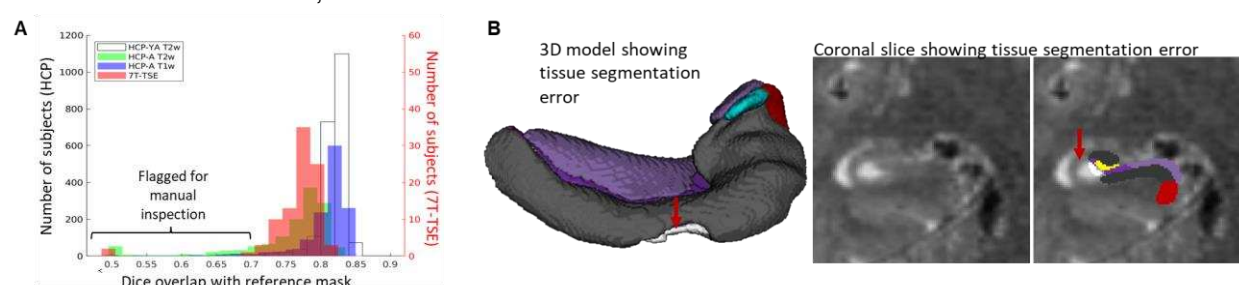 A
B
Number of subjects (HCP)
1200
1000
800
600
400
200
0
HCP-YA T2w
HCP-A T2w
HCP-A T1w
7T-TSE
Flagged for
manual
inspection
60
50
40
30
20
10
0
Number of subjects (7T-TSE)
<
0.5 0.55 0.6 0.65 0.7 0.75 0.8 0.85 0.9
Dice overlap with reference mask
3D model showing
tissue segmentation
error
Coronal slice showing tissue segmentation error